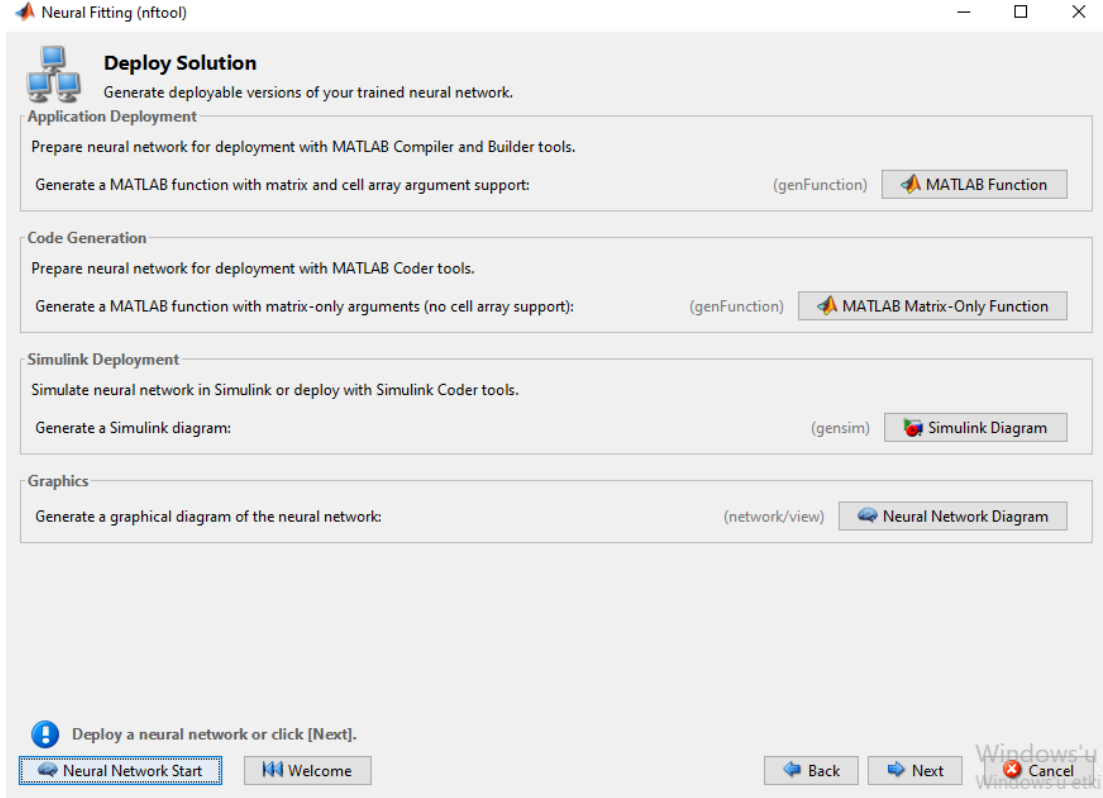 Neural Fitting (nftool)
Deploy Solution
Generate deployable versions of your trained neural network.
Application Deployment
Prepare neural network for deployment with MATLAB Compiler and Builder tools.
Generate a MATLAB function with matrix and cell array argument support: (genFunction) MATLAB Function
Code Generation
Prepare neural network for deployment with MATLAB Coder tools.
Generate a MATLAB function with matrix-only arguments (no cell array support): (genFunction) MATLAB Matrix-Only Function
Simulink Deployment
Simulate neural network in Simulink or deploy with Simulink Coder tools.
Generate a Simulink diagram: (gensim) Simulink Diagram
Graphics
Generate a graphical diagram of the neural network: (network/view) Neural Network Diagram
Deploy a neural network or click [Next].
Windows'u
Neural Network Start Welcome Back Next Cancel
Windows'u etki